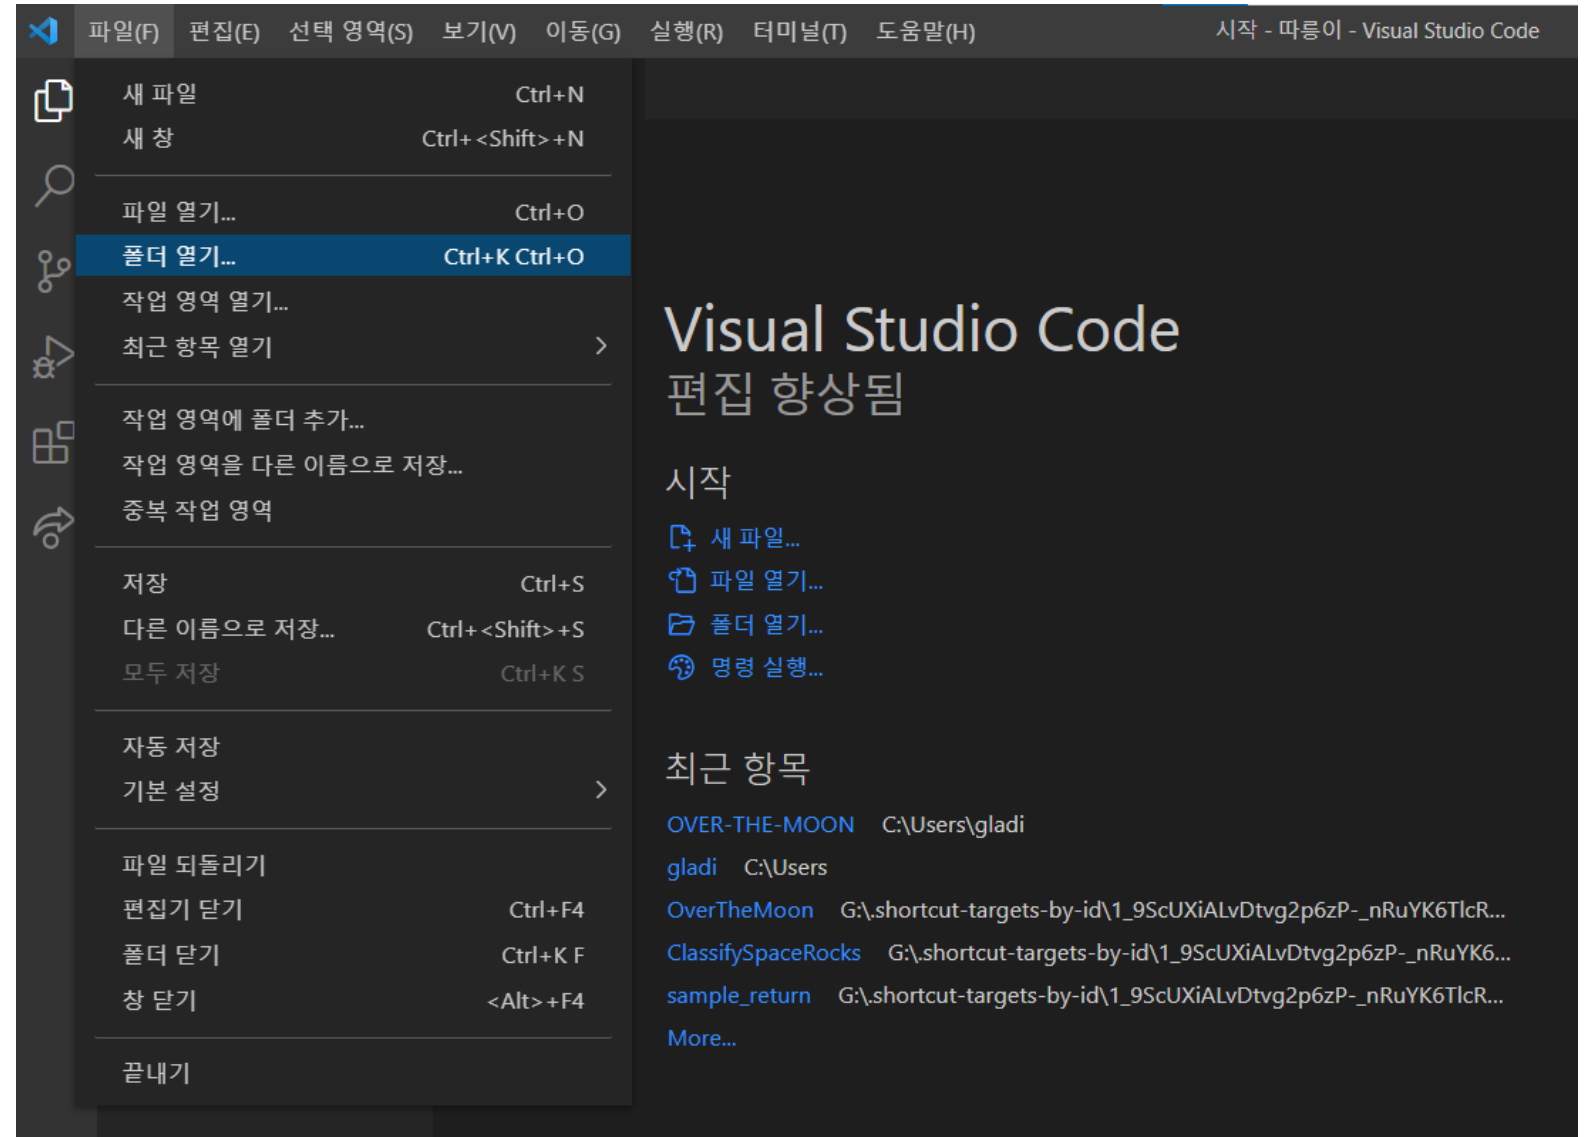 파일(F) 편집(E) 선택 영역(S) 보기(V) 이동(G) 실행(R) 터미널(T) 도움말(H) 시작 - 따릉이 - Visual Studio Code
새 파일 Ctrl+N
새 창 Ctrl+<Shift>+N
파일 열기... Ctrl+O
폴더 열기... Ctrl+K Ctrl+O
작업 영역 열기...
최근 항목 열기
작업 영역에 폴더 추가...
작업 영역을 다른 이름으로 저장...
중복 작업 영역
저장 Ctrl+S
다른 이름으로 저장... Ctrl+<Shift>+S
모두 저장 Ctrl+K S
자동 저장
기본 설정
파일 되돌리기
편집기 닫기 Ctrl+F4
폴더 닫기 Ctrl+K F
창 닫기 <Alt>+F4
끝내기
Visual Studio Code
편집 향상됨
시작
새 파일...
파일 열기...
폴더 열기...
명령 실행...
최근 항목
OVER-THE-MOON C:\Users\gladi
gladi C:\Users
OverTheMoon G:\.shortcut-targets-by-id\1_9ScUXiALvDtvg2p6zP-_nRuYK6TlcR...
ClassifySpaceRocks G:\.shortcut-targets-by-id\1_9ScUXiALvDtvg2p6zP-_nRuYK6...
sample_return G:\.shortcut-targets-by-id\1_9ScUXiALvDtvg2p6zP-_nRuYK6TlcR...
More...